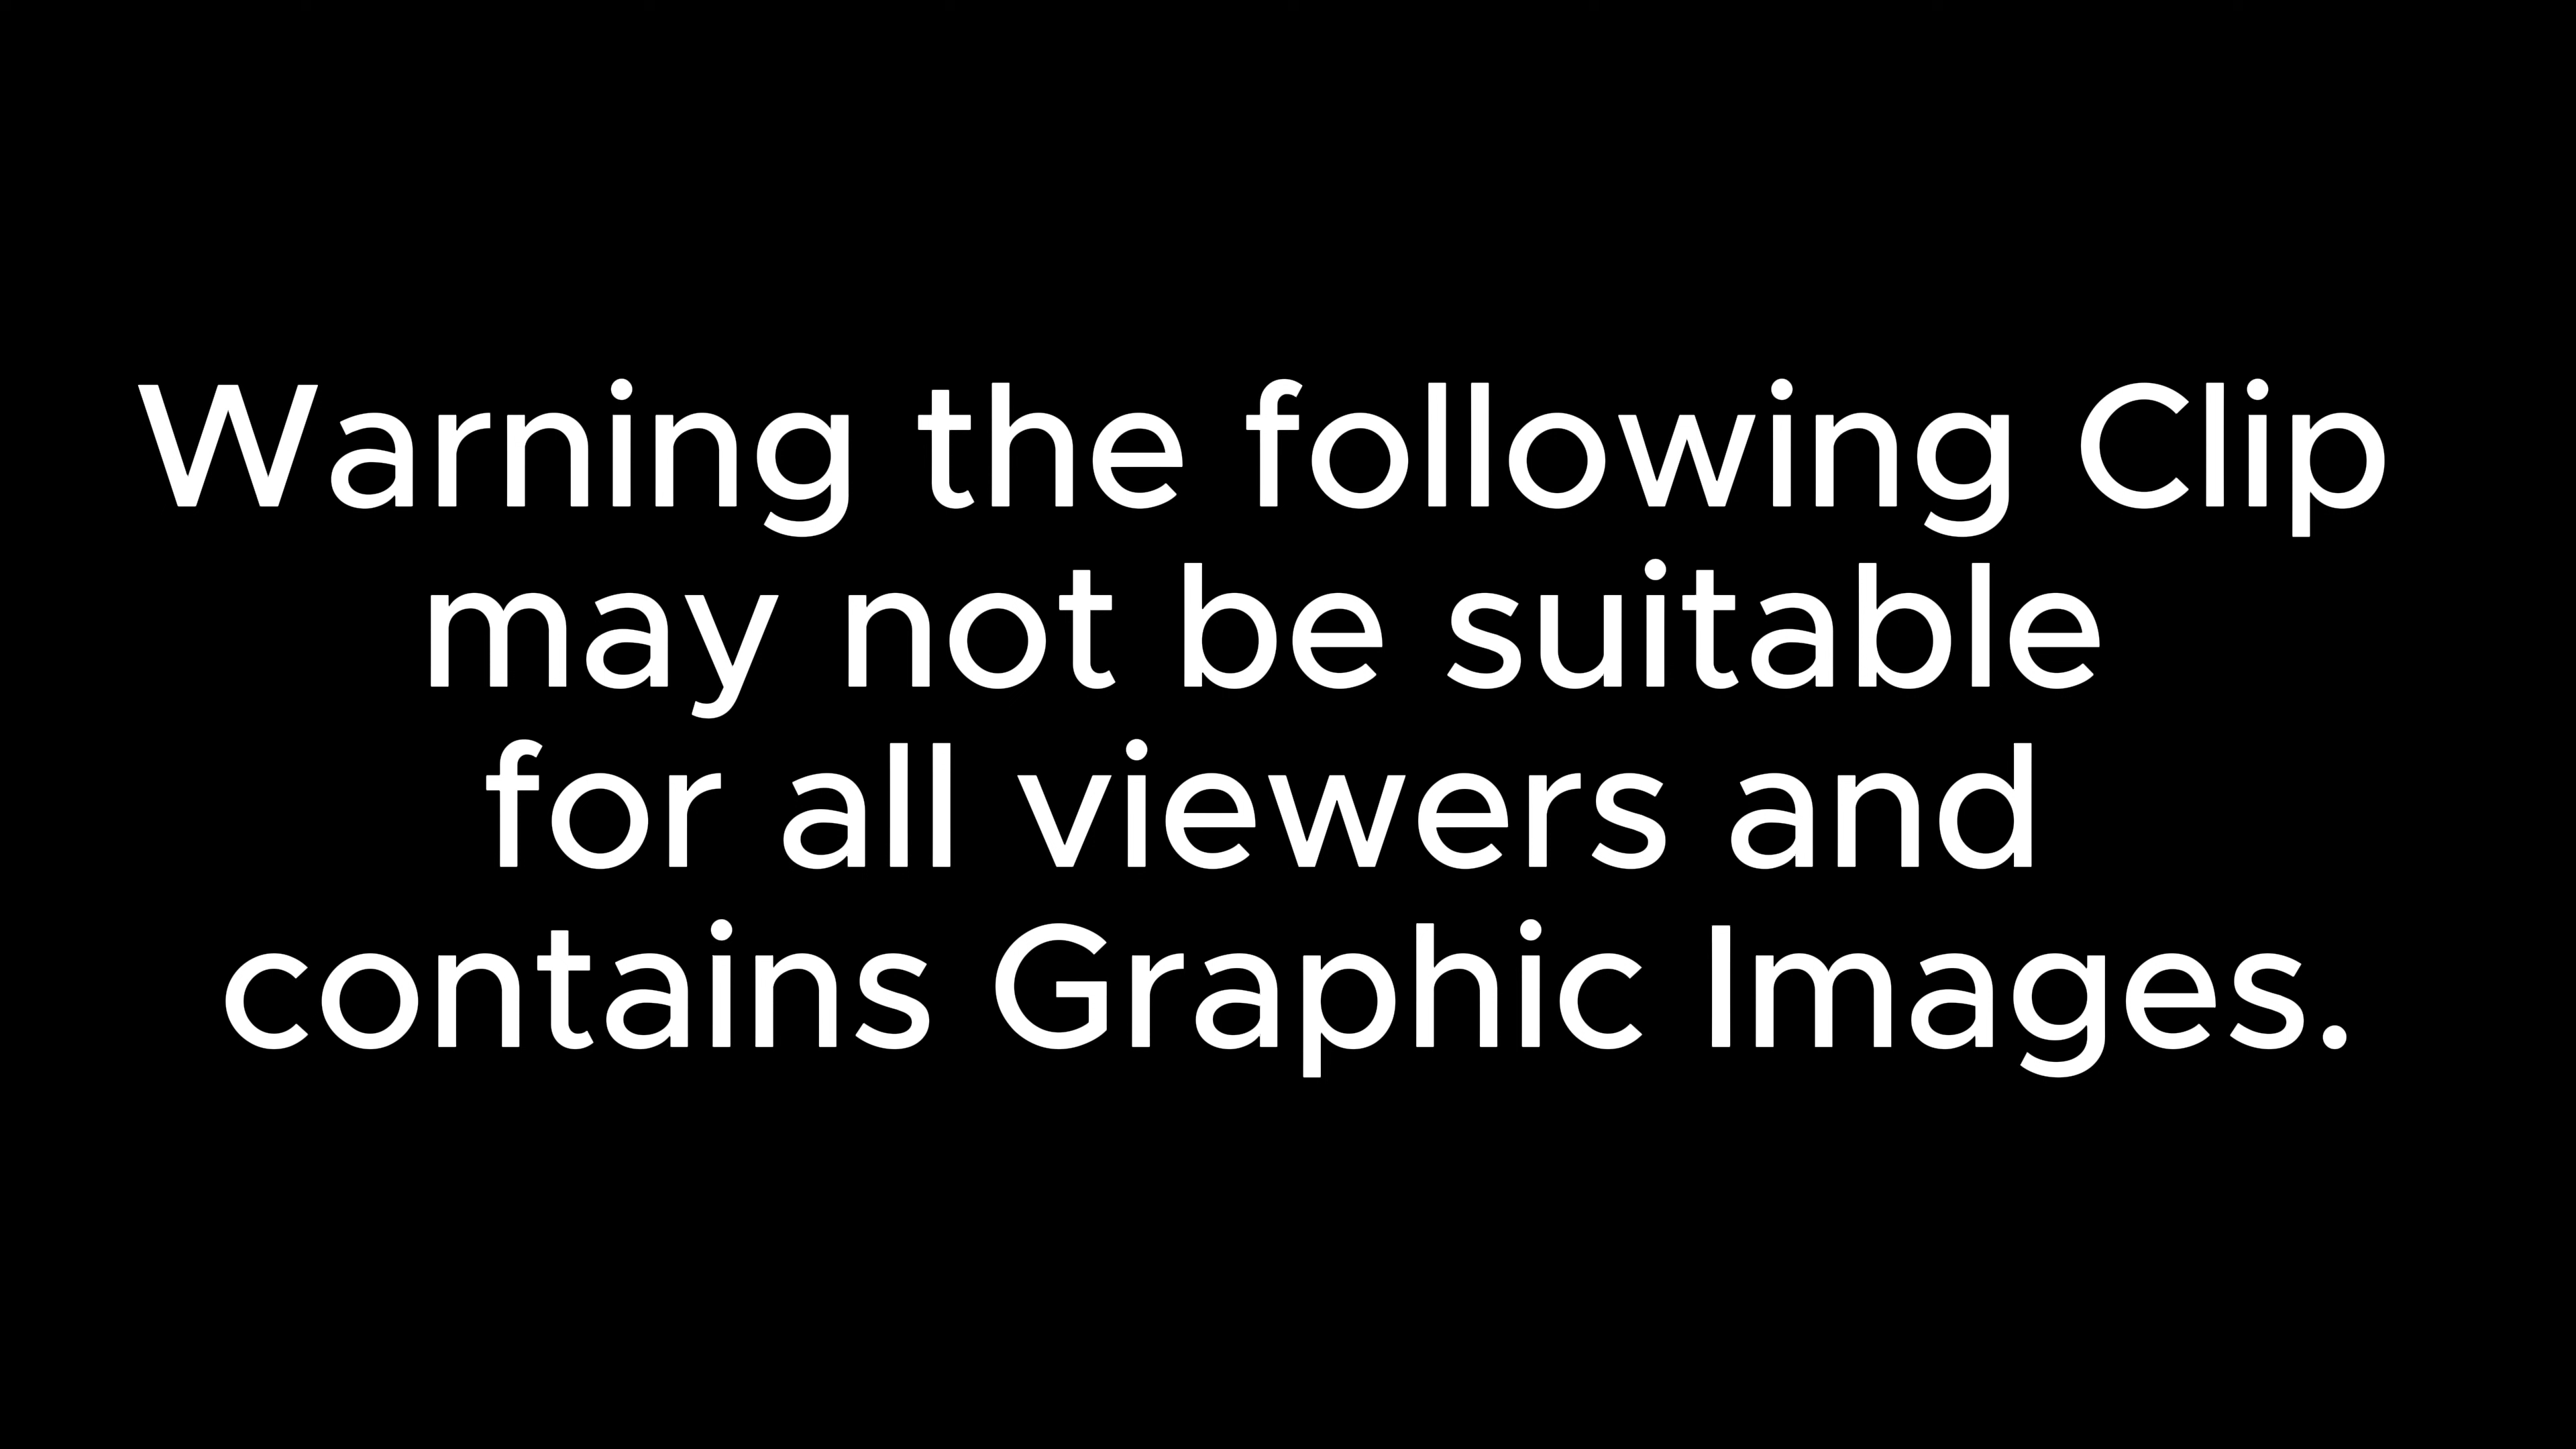 Warning the following Clip
may not be suitable
for all viewers and
contains Graphic Images.